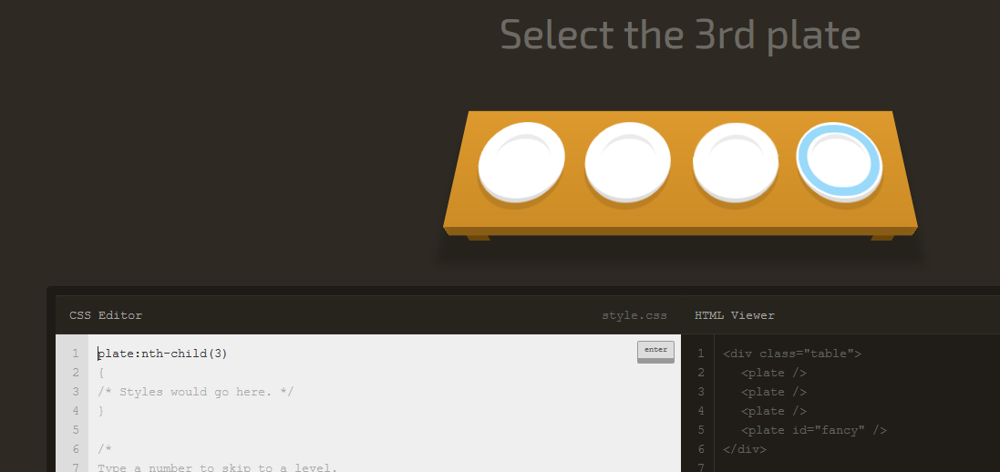 Select the 3rd plate
CSS Editor
style.css
HTML Viewer
enter
1 plate:nth-child(3)
2 {
3 /* Styles would go here. */
4 }
5
6 /*
7 Type a number to skip to a level.
1 <div class="table">
2 <plate />
3 <plate />
4 <plate />
5 <plate id="fancy" />
6 </div>
7